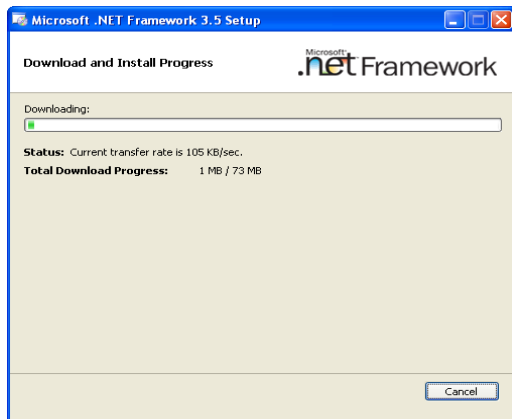 Microsoft .NET Framework 3.5 Setup
Download and Install Progress
Microsoft
.net Framework
Downloading:
Status: Current transfer rate is 105 KB/sec.
Total Download Progress: 1 MB / 73 MB
Cancel